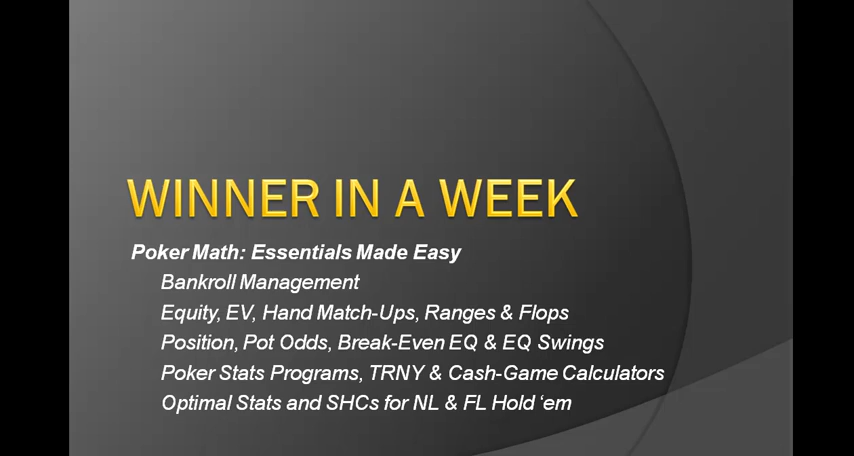 WINNER IN A WEEK
Poker Math: Essentials Made Easy
Bankroll Management
Equity, EV, Hand Match-Ups, Ranges & Flops
Position, Pot Odds, Break-Even EQ & EQ Swings
Poker Stats Programs, TRNY & Cash-Game Calculators
Optimal Stats and SHCs for NL & FL Hold ‘em